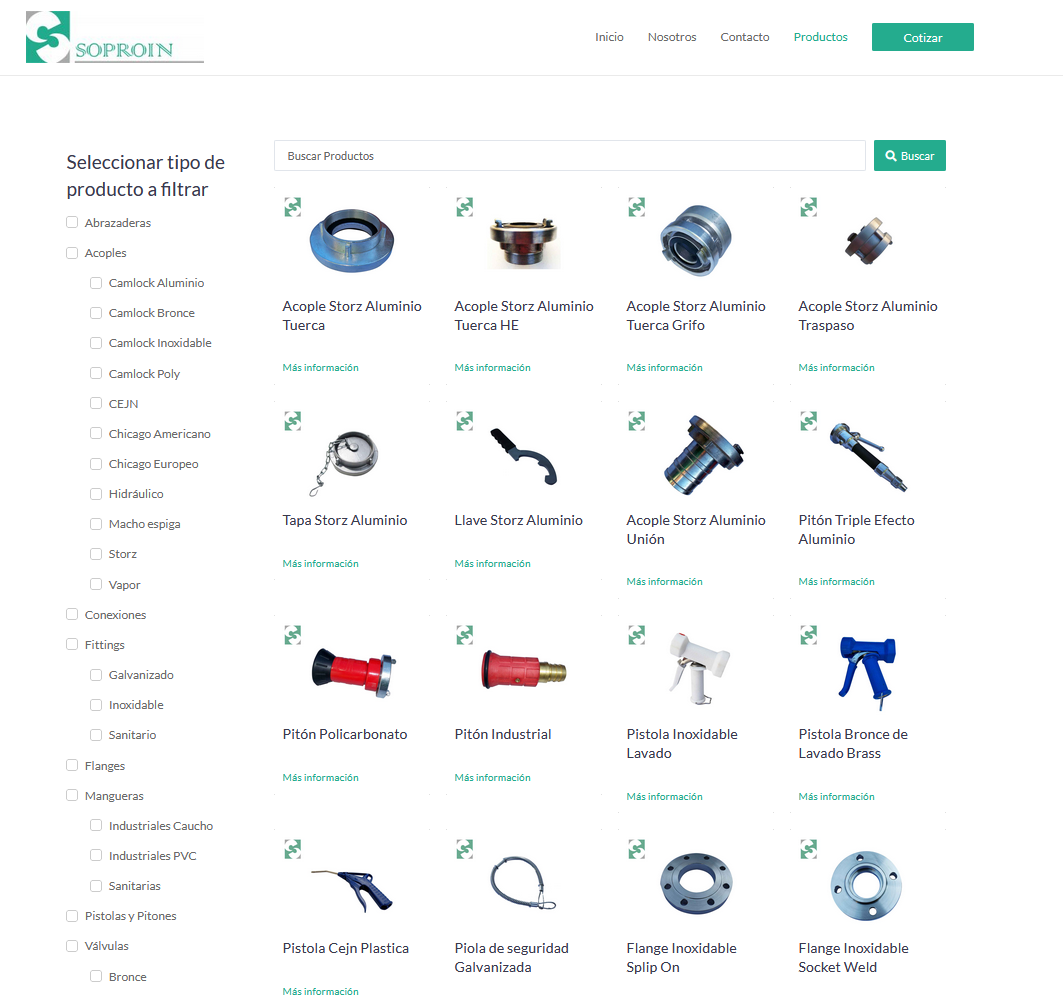 SOPROIN
Inicio
Nosotros
Contacto
Productos
Cotizar
Seleccionar tipo de
producto a filtrar
Abrazaderas
Acoples
Camlock Aluminio
Camlock Bronce
Camlock Inoxidable
Camlock Poly
CEJN
Chicago Americano
Chicago Europeo
Hidráulico
Macho espiga
Storz
Vapor
Conexiones
Fittings
Galvanizado
Inoxidable
Sanitario
Flanges
Mangueras
Industriales Caucho
Industriales PVC
Sanitarias
Pistolas y Pitones
Válvulas
Bronce
Buscar Productos
Buscar
Acople Storz Aluminio
Tuerca
Más información
Acople Storz Aluminio
Tuerca HE
Más información
Acople Storz Aluminio
Tuerca Grifo
Más información
Acople Storz Aluminio
Traspaso
Más información
Tapa Storz Aluminio
Más información
Llave Storz Aluminio
Más información
Acople Storz Aluminio
Unión
Más información
Pitón Triple Efecto
Aluminio
Más información
Pitón Policarbonato
Más información
Pitón Industrial
Más información
Pistola Inoxidable
Lavado
Más información
Pistola Bronce de
Lavado Brass
Más información
Pistola Cejn Plastica
Más información
Piola de seguridad
Galvanizada
Flange Inoxidable
Splip On
Flange Inoxidable
Socket Weld